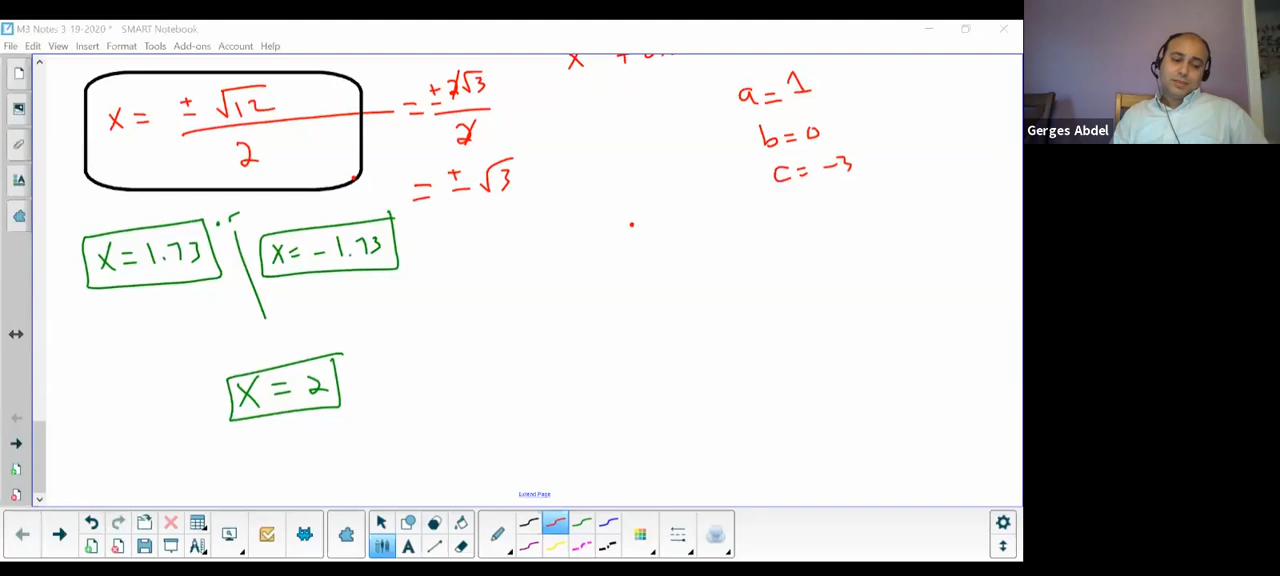 M3 Notes 3 19-2020 * SMART Notebook
File Edit View Insert Format Tools Add-ons Account Help
x = ± √12 / 2 = ± 2√3 / 2
= ± √3
a = 1
b = 0
c = -3
x = 1.73 or x = - 1.73
x = 2
Extend Page
Gerges Abdel